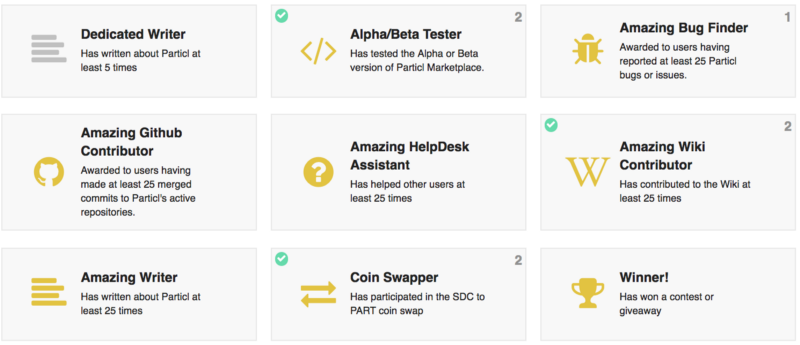 Dedicated Writer
Has written about Particl at
least 5 times
2
Alpha/Beta Tester
Has tested the Alpha or Beta
version of Particl Marketplace.
1
Amazing Bug Finder
Awarded to users having
reported at least 25 Particl
bugs or issues.
Amazing Github
Contributor
Awarded to users having
made at least 25 merged
commits to Particl's active
repositories.
Amazing HelpDesk
Assistant
Has helped other users at
least 25 times
2
Amazing Wiki
Contributor
Has contributed to the Wiki at
least 25 times
Amazing Writer
Has written about Particl at
least 25 times
2
Coin Swapper
Has participated in the SDC to
PART coin swap
Winner!
Has won a contest or
giveaway